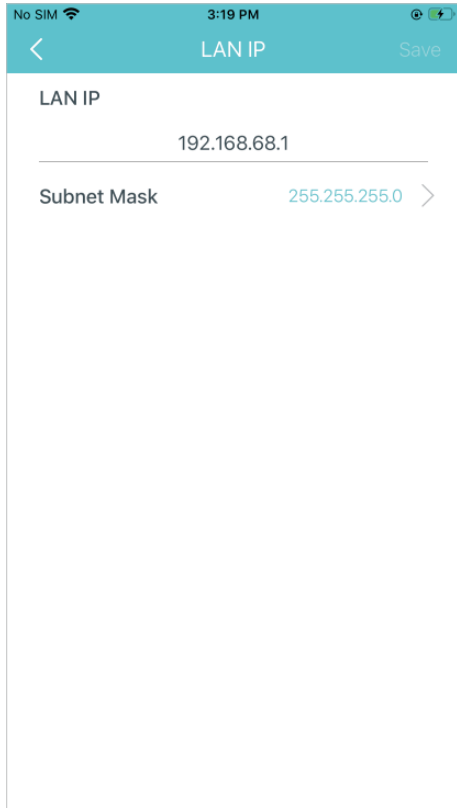 No SIM 3:19 PM
LAN IP Save
LAN IP
192.168.68.1
Subnet Mask 255.255.255.0